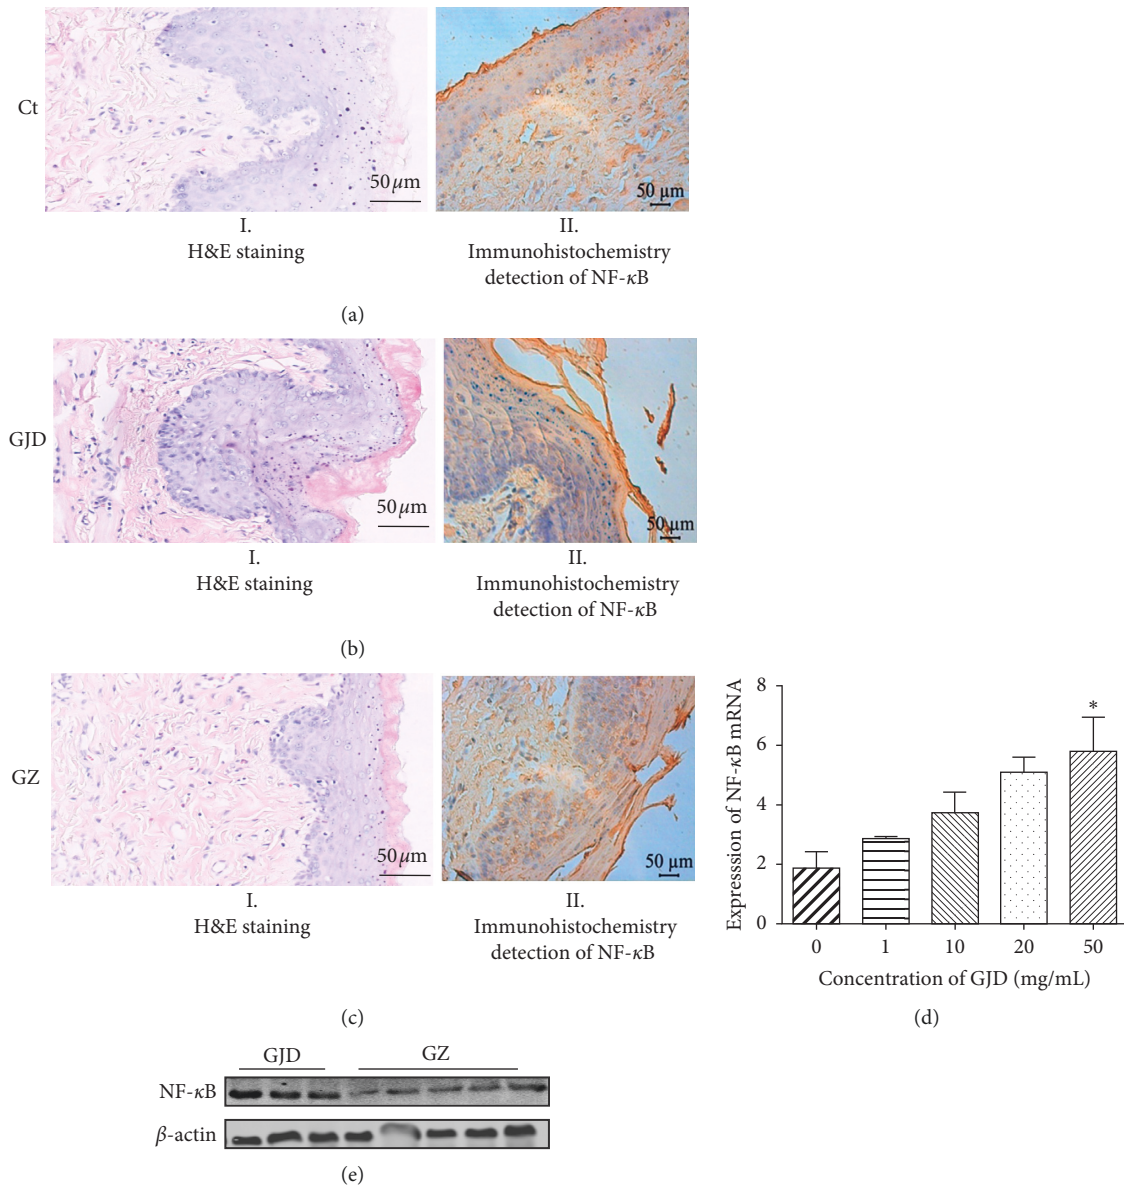 Ct
50 μm
50 μm
I.
H&E staining
II.
Immunohistochemistry
detection of NF-κB
(a)
GJD
50 μm
50 μm
I.
H&E staining
II.
Immunohistochemistry
detection of NF-κB
(b)
GZ
50 μm
50 μm
I.
H&E staining
II.
Immunohistochemistry
detection of NF-κB
(c)
Expresssion of NF-κB mRNA
8
6
4
2
0
*
0 1 10 20 50
Concentration of GJD (mg/mL)
(d)
GJD GZ
NF-κB
β-actin
(e)